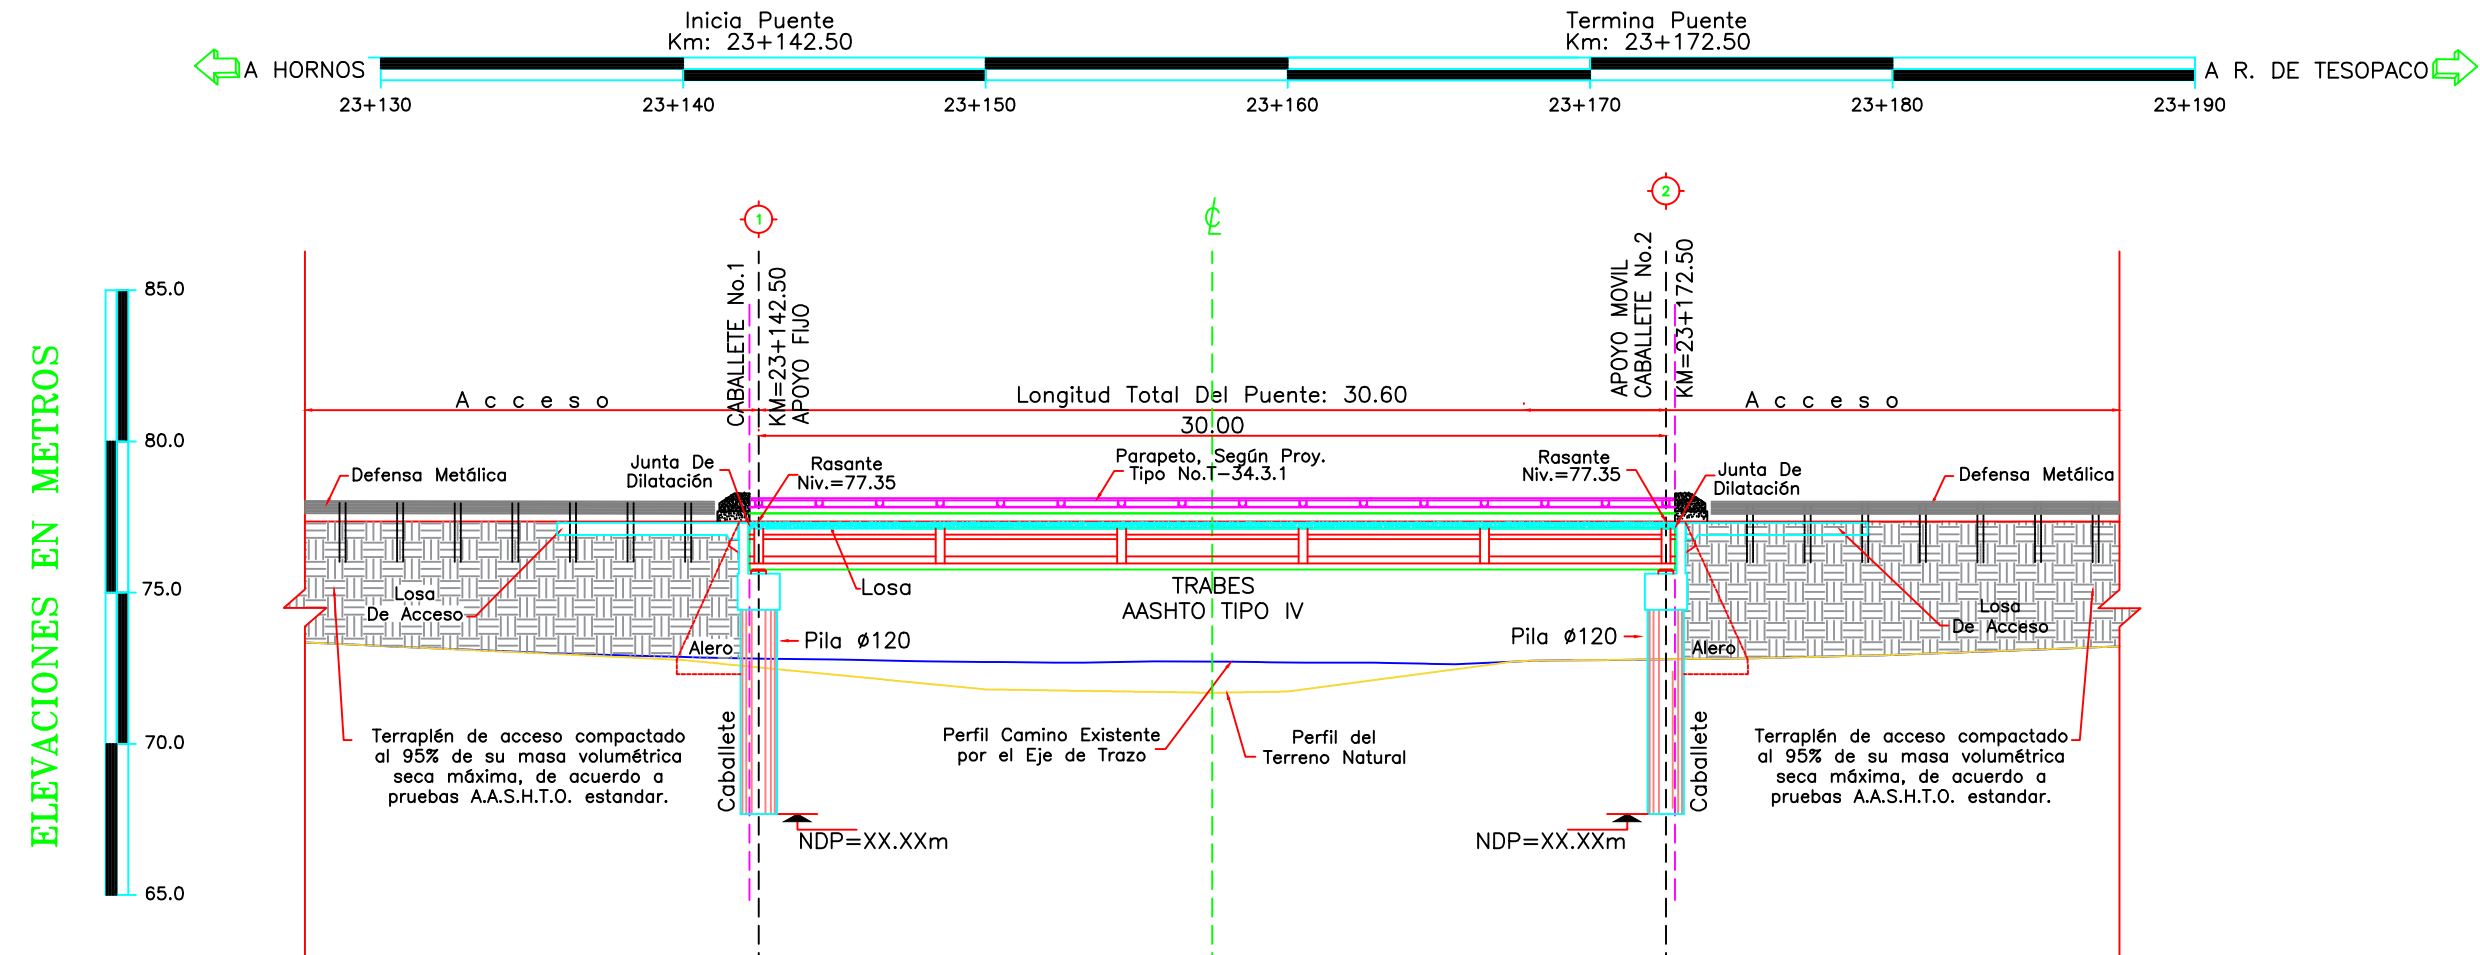 Inicia Puente
Km: 23+142.50
Termina Puente
Km: 23+172.50
A HORNOS
A R. DE TESOPACO
23+130
23+140
23+150
23+160
23+170
23+180
23+190
1
2
℄
ELEVACIONES EN METROS
85.0
80.0
75.0
70.0
65.0
CABALLETE No.1
KM=23+142.50
APOYO FIJO
APOYO MOVIL
CABALLETE No.2
KM=23+172.50
Acceso
Longitud Total Del Puente: 30.60
Acceso
30.00
Defensa Metálica
Junta De
Dilatación
Rasante
Niv.=77.35
Parapeto, Según Proy.
Tipo No.T-34.3.1
Rasante
Niv.=77.35
Junta De
Dilatación
Defensa Metálica
Losa
De Acceso
Losa
TRABES
AASHTO TIPO IV
Losa
De Acceso
Alero
Pila ø120
Pila ø120
Alero
Terraplén de acceso compactado
al 95% de su masa volumétrica
seca máxima, de acuerdo a
pruebas A.A.S.H.T.O. estandar.
Caballete
Perfil Camino Existente
por el Eje de Trazo
Perfil del
Terreno Natural
Caballete
Terraplén de acceso compactado
al 95% de su masa volumétrica
seca máxima, de acuerdo a
pruebas A.A.S.H.T.O. estandar.
NDP=XX.XXm
NDP=XX.XXm